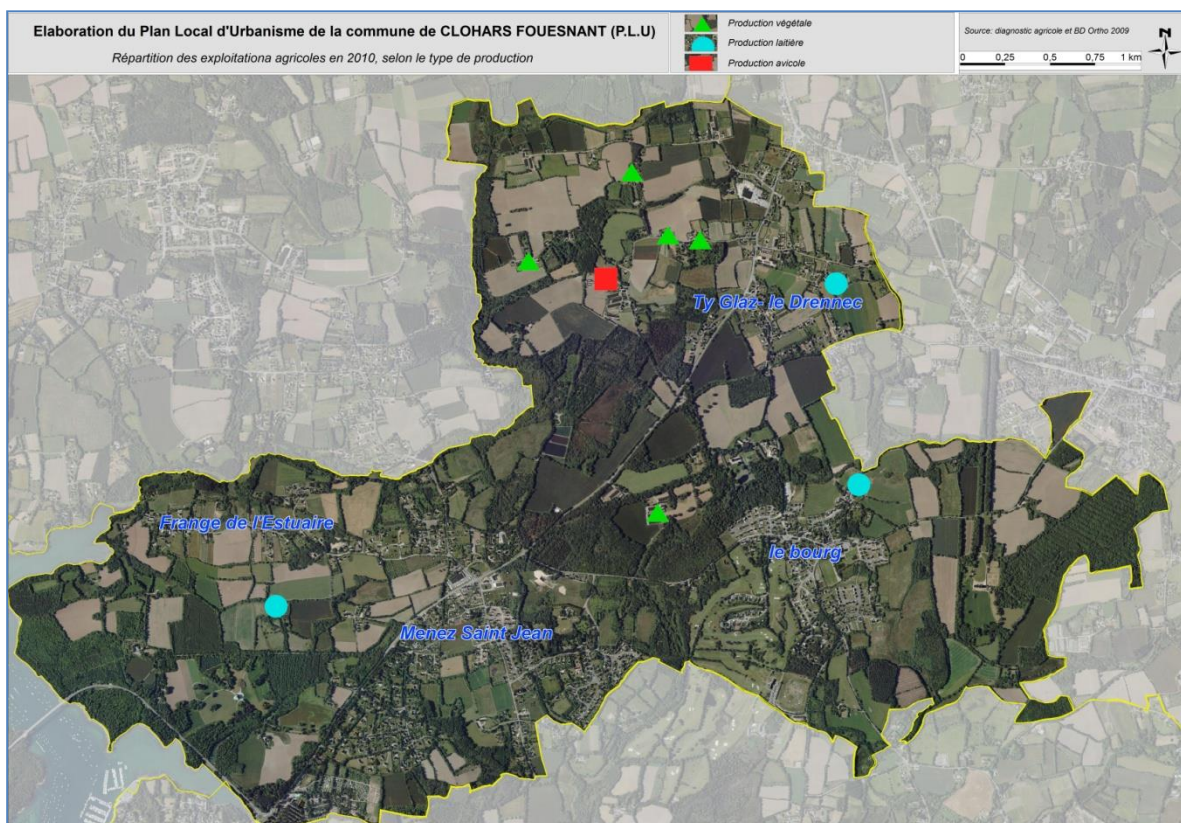 Elaboration du Plan Local d'Urbanisme de la commune de CLOHARS FOUESNANT (P.L.U)
Répartition des exploitationa agricoles en 2010, selon le type de production
Production végétale
Production laitière
Production avicole
Source: diagnostic agricole et BD Ortho 2009
N
0 0,25 0,5 0,75 1 km
Ty Glaz- le Drennec
Frange de l'Estuaire
le bourg
Menez Saint Jean